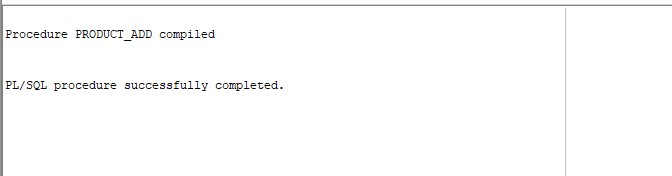 Procedure PRODUCT_ADD compiled
PL/SQL procedure successfully completed.